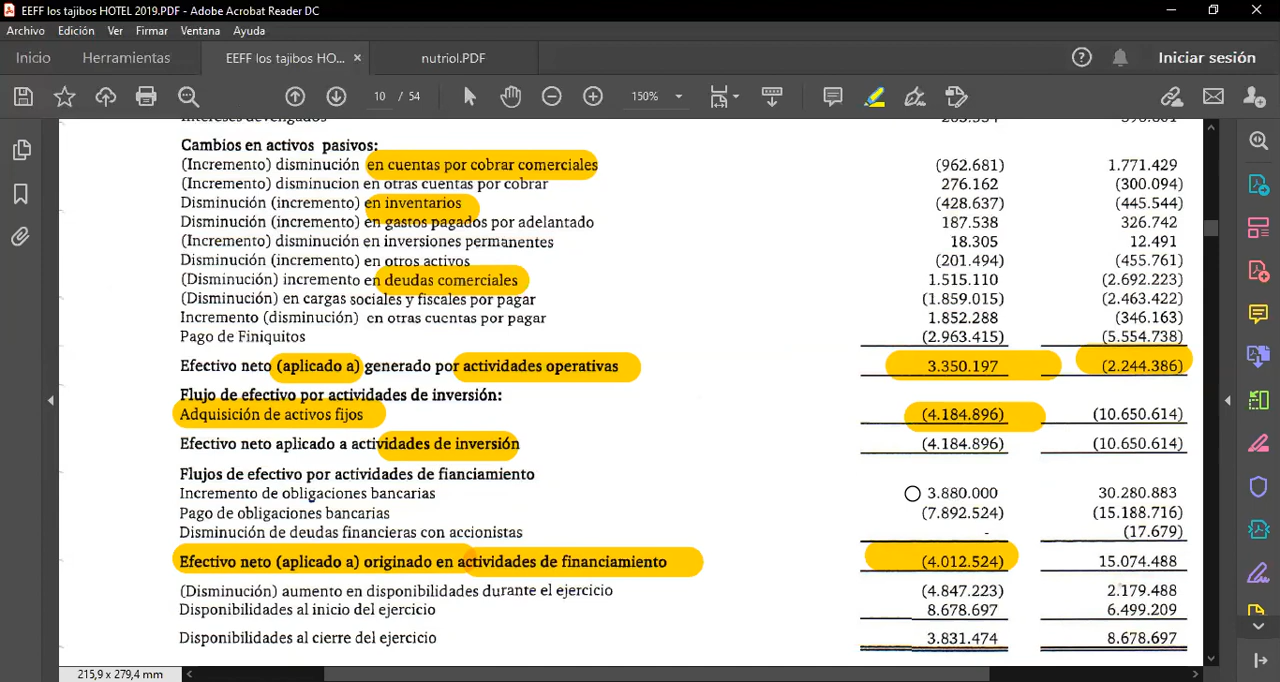 EEFF los tajibos HOTEL 2019.PDF - Adobe Acrobat Reader DC
Archivo Edición Ver Firmar Ventana Ayuda
Inicio Herramientas EEFF los tajibos HO... × nutriol.PDF Iniciar sesión
10 / 54 150%
Cambios en activos pasivos:
(Incremento) disminución en cuentas por cobrar comerciales (962.681) 1.771.429
(Incremento) disminucion en otras cuentas por cobrar 276.162 (300.094)
Disminución (incremento) en inventarios (428.637) (445.544)
Disminución (incremento) en gastos pagados por adelantado 187.538 326.742
(Incremento) disminución en inversiones permanentes 18.305 12.491
Disminución (incremento) en otros activos (201.494) (455.761)
(Disminución) incremento en deudas comerciales 1.515.110 (2.692.223)
(Disminución) en cargas sociales y fiscales por pagar (1.859.015) (2.463.422)
Incremento (disminución) en otras cuentas por pagar 1.852.288 (346.163)
Pago de Finiquitos (2.963.415) (5.554.738)
Efectivo neto (aplicado a) generado por actividades operativas 3.350.197 (2.244.386)
Flujo de efectivo por actividades de inversión:
Adquisición de activos fijos (4.184.896) (10.650.614)
Efectivo neto aplicado a actividades de inversión (4.184.896) (10.650.614)
Flujos de efectivo por actividades de fianciamiento
Incremento de obligaciones bancarias 3.880.000 30.280.883
Pago de obligaciones bancarias (7.892.524) (15.188.716)
Disminución de deudas financieras con accionistas - (17.679)
Efectivo neto (aplicado a) originado en actividades de financiamiento (4.012.524) 15.074.488
(Disminución) aumento en disponibilidades durante el ejercicio (4.847.223) 2.179.488
Disponibilidades al inicio del ejercicio 8.678.697 6.499.209
Disponibilidades al cierre del ejercicio 3.831.474 8.678.697
215,9 x 279,4 mm